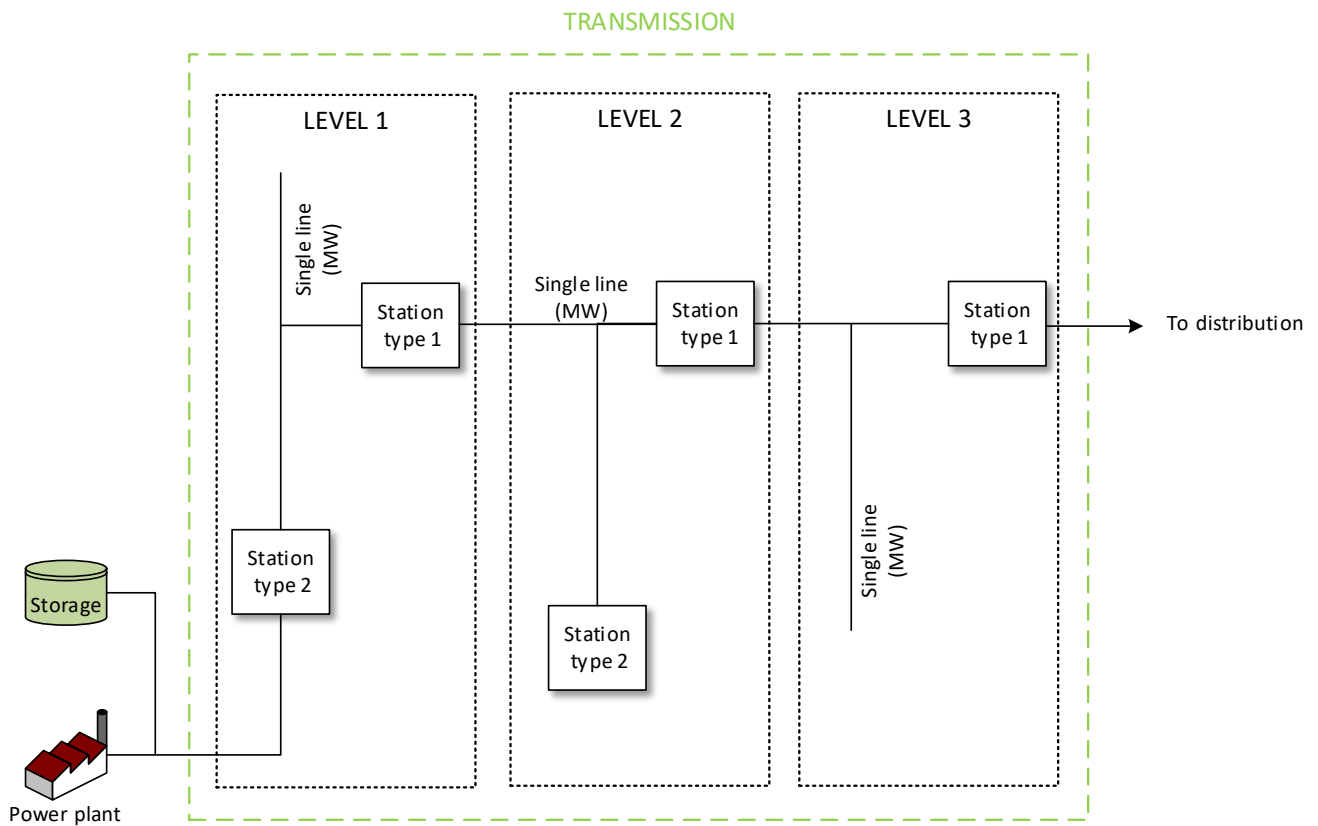 TRANSMISSION
LEVEL 1
LEVEL 2
LEVEL 3
Single line
(MW)
Station
type 1
Single line
(MW)
Station
type 1
Station
type 1
To distribution
Station
type 2
Single line
(MW)
Storage
Station
type 2
Power plant